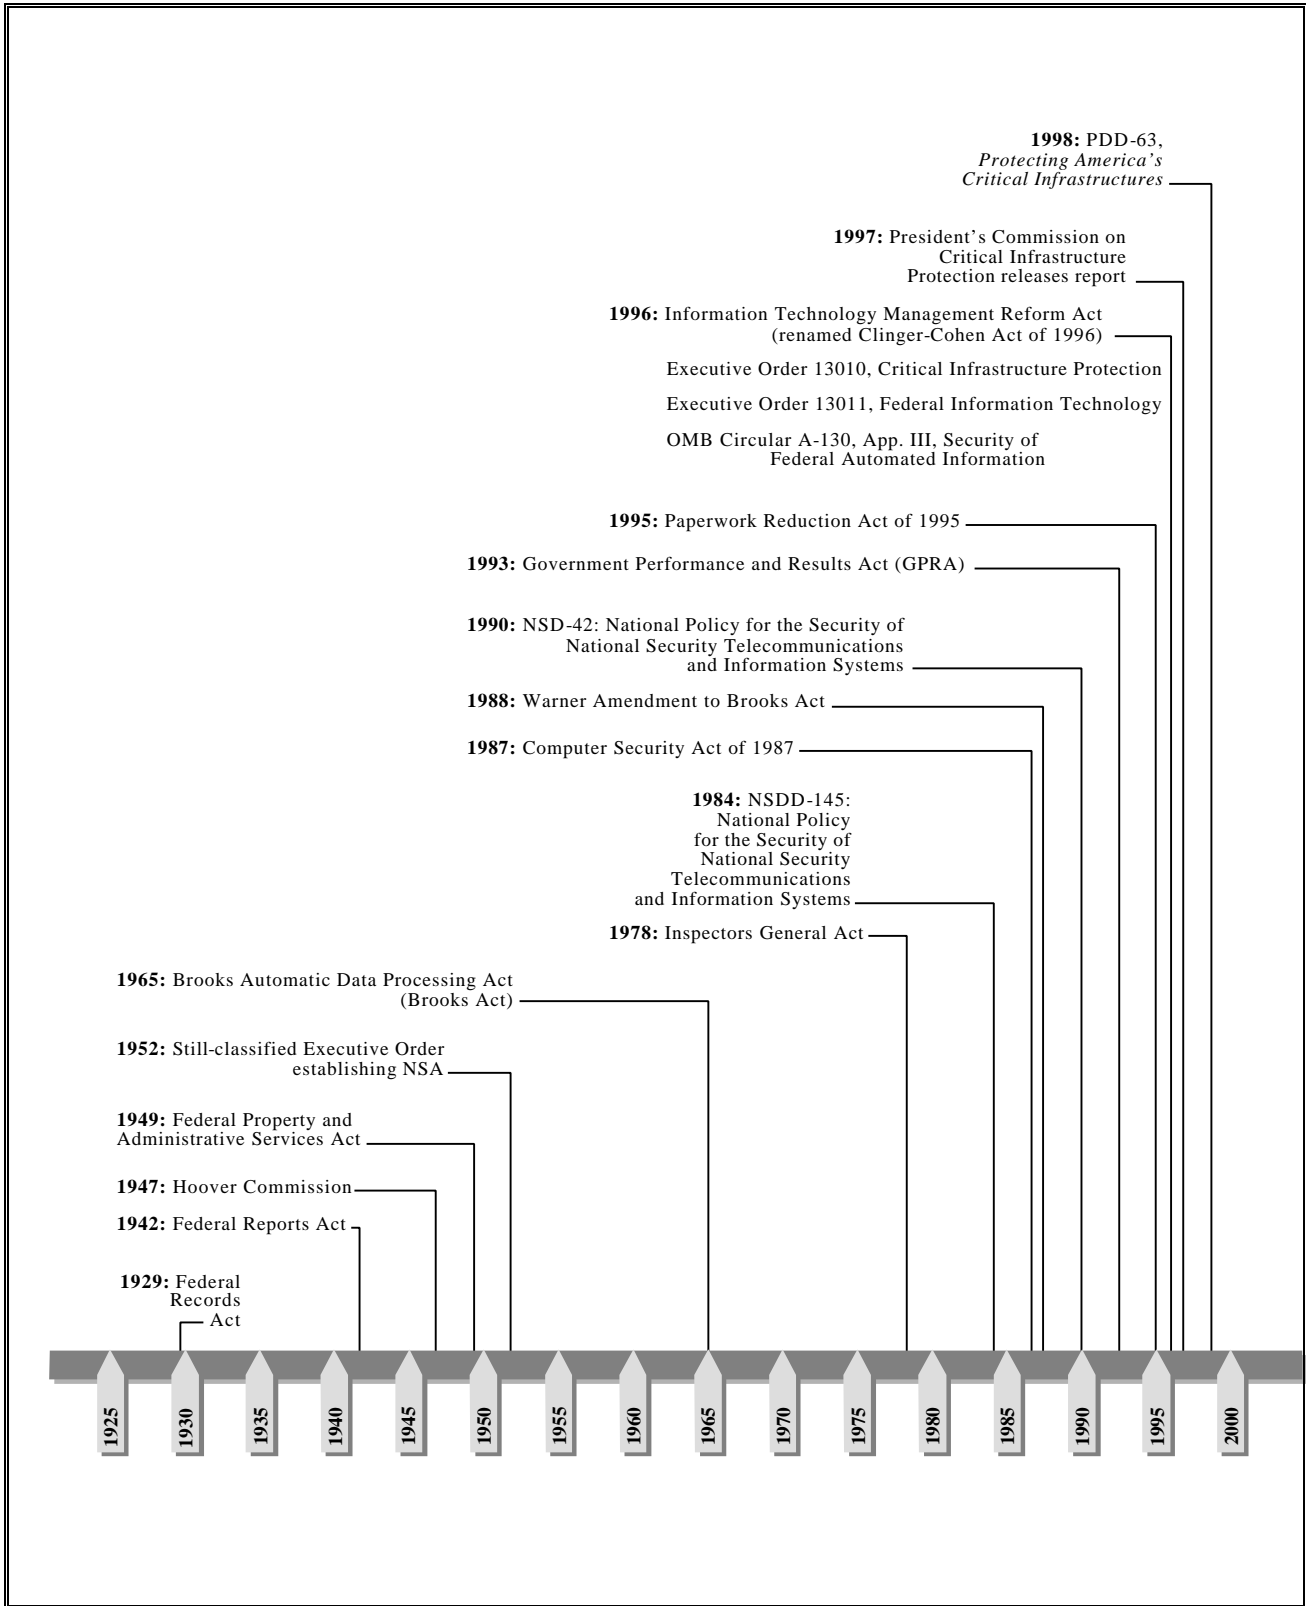 1998: PDD-63,
Protecting America's
Critical Infrastructures
1997: President's Commission on
Critical Infrastructure
Protection releases report
1996: Information Technology Management Reform Act
(renamed Clinger-Cohen Act of 1996)
Executive Order 13010, Critical Infrastructure Protection
Executive Order 13011, Federal Information Technology
OMB Circular A-130, App. III, Security of
Federal Automated Information
1995: Paperwork Reduction Act of 1995
1993: Government Performance and Results Act (GPRA)
1990: NSD-42: National Policy for the Security of
National Security Telecommunications
and Information Systems
1988: Warner Amendment to Brooks Act
1987: Computer Security Act of 1987
1984: NSDD-145:
National Policy
for the Security of
National Security
Telecommunications
and Information Systems
1978: Inspectors General Act
1965: Brooks Automatic Data Processing Act
(Brooks Act)
1952: Still-classified Executive Order
establishing NSA
1949: Federal Property and
Administrative Services Act
1947: Hoover Commission
1942: Federal Reports Act
1929: Federal
Records
Act
1925
1930
1935
1940
1945
1950
1955
1960
1965
1970
1975
1980
1985
1990
1995
2000